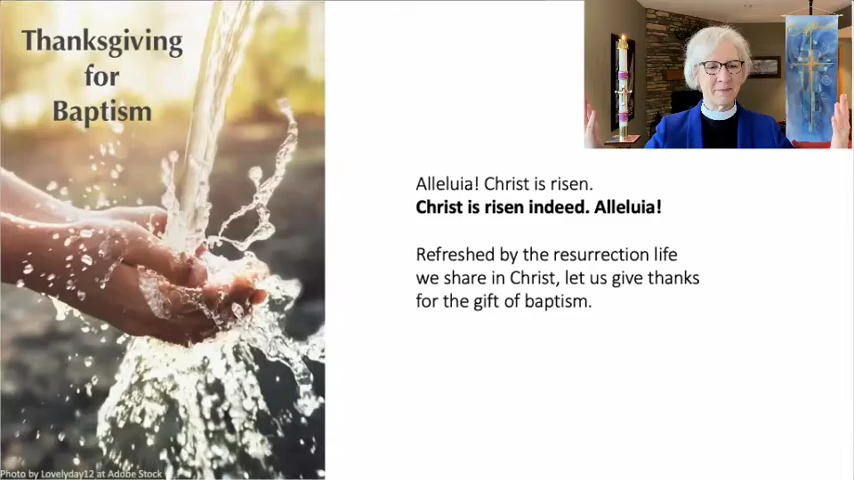 Thanksgiving
for
Baptism
Alleluia! Christ is risen.
Christ is risen indeed. Alleluia!
Refreshed by the resurrection life
we share in Christ, let us give thanks
for the gift of baptism.
Photo by Lovelyday12 at Adobe Stock